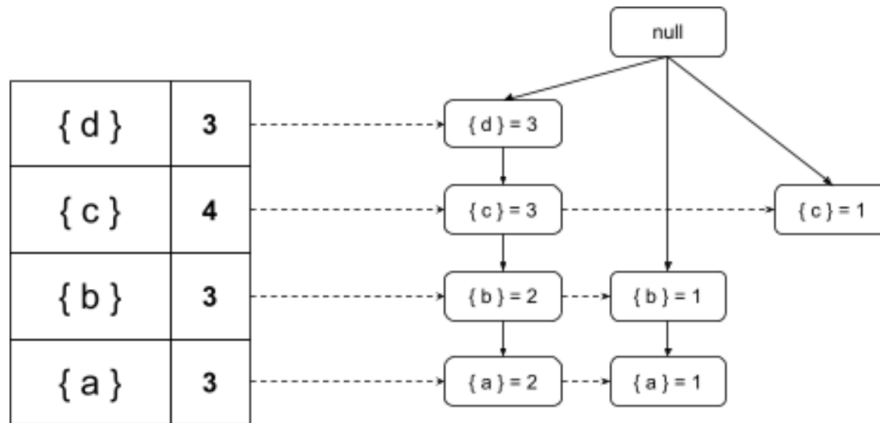 null
{ d } 3 { d } = 3
{ c } 4 { c } = 3 { c } = 1
{ b } 3 { b } = 2 { b } = 1
{ a } 3 { a } = 2 { a } = 1